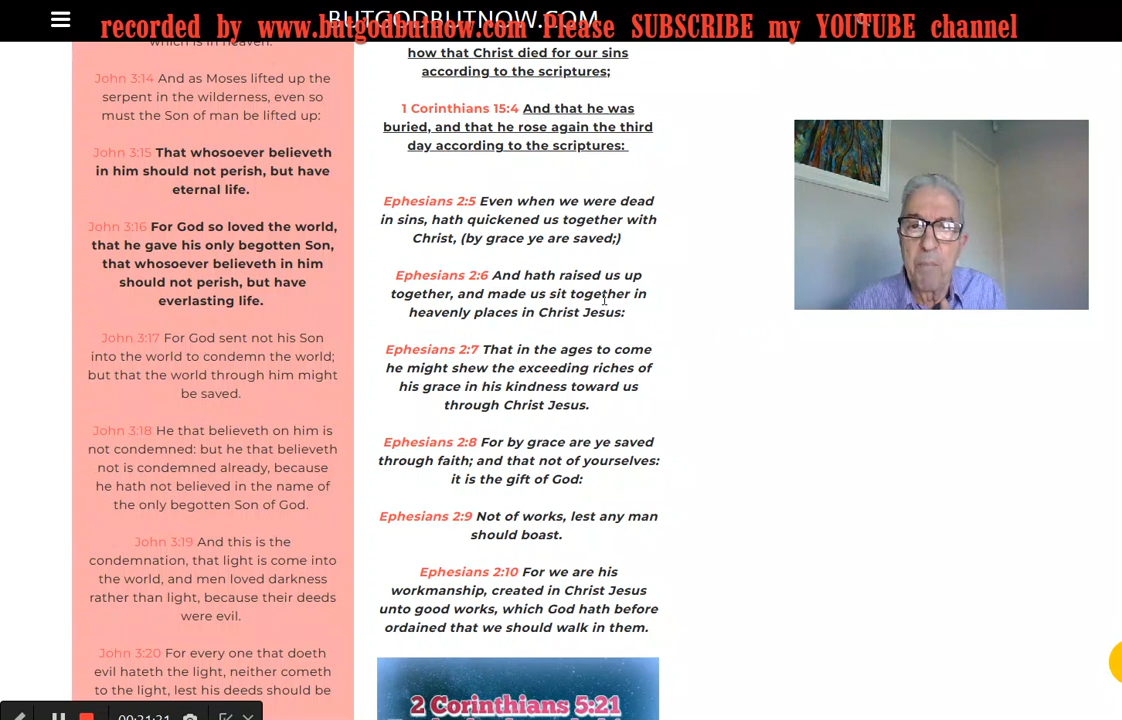 BUTGODBUTNOW.COM
recorded by www.butgodbutnow.com Please SUBSCRIBE my YOUTUBE channel
which is in heaven.
John 3:14 And as Moses lifted up the
serpent in the wilderness, even so
must the Son of man be lifted up:
John 3:15 That whosoever believeth
in him should not perish, but have
eternal life.
John 3:16 For God so loved the world,
that he gave his only begotten Son,
that whosoever believeth in him
should not perish, but have
everlasting life.
John 3:17 For God sent not his Son
into the world to condemn the world;
but that the world through him might
be saved.
John 3:18 He that believeth on him is
not condemned: but he that believeth
not is condemned already, because
he hath not believed in the name of
the only begotten Son of God.
John 3:19 And this is the
condemnation, that light is come into
the world, and men loved darkness
rather than light, because their deeds
were evil.
John 3:20 For every one that doeth
evil hateth the light, neither cometh
to the light, lest his deeds should be
how that Christ died for our sins
according to the scriptures;
1 Corinthians 15:4 And that he was
buried, and that he rose again the third
day according to the scriptures:
Ephesians 2:5 Even when we were dead
in sins, hath quickened us together with
Christ, (by grace ye are saved;)
Ephesians 2:6 And hath raised us up
together, and made us sit together in
heavenly places in Christ Jesus:
Ephesians 2:7 That in the ages to come
he might shew the exceeding riches of
his grace in his kindness toward us
through Christ Jesus.
Ephesians 2:8 For by grace are ye saved
through faith; and that not of yourselves:
it is the gift of God:
Ephesians 2:9 Not of works, lest any man
should boast.
Ephesians 2:10 For we are his
workmanship, created in Christ Jesus
unto good works, which God hath before
ordained that we should walk in them.
2 Corinthians 5:21
00:21:21